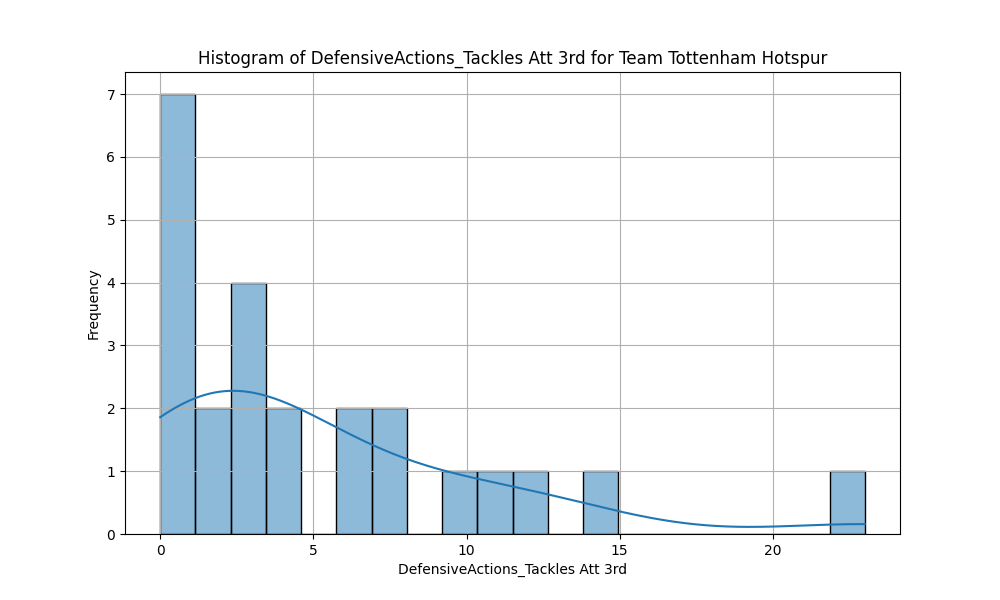 Histogram of DefensiveActions_Tackles Att 3rd for Team Tottenham Hotspur
7
6
5
4
3
2
1
0
Frequency
0 5 10 15 20
DefensiveActions_Tackles Att 3rd